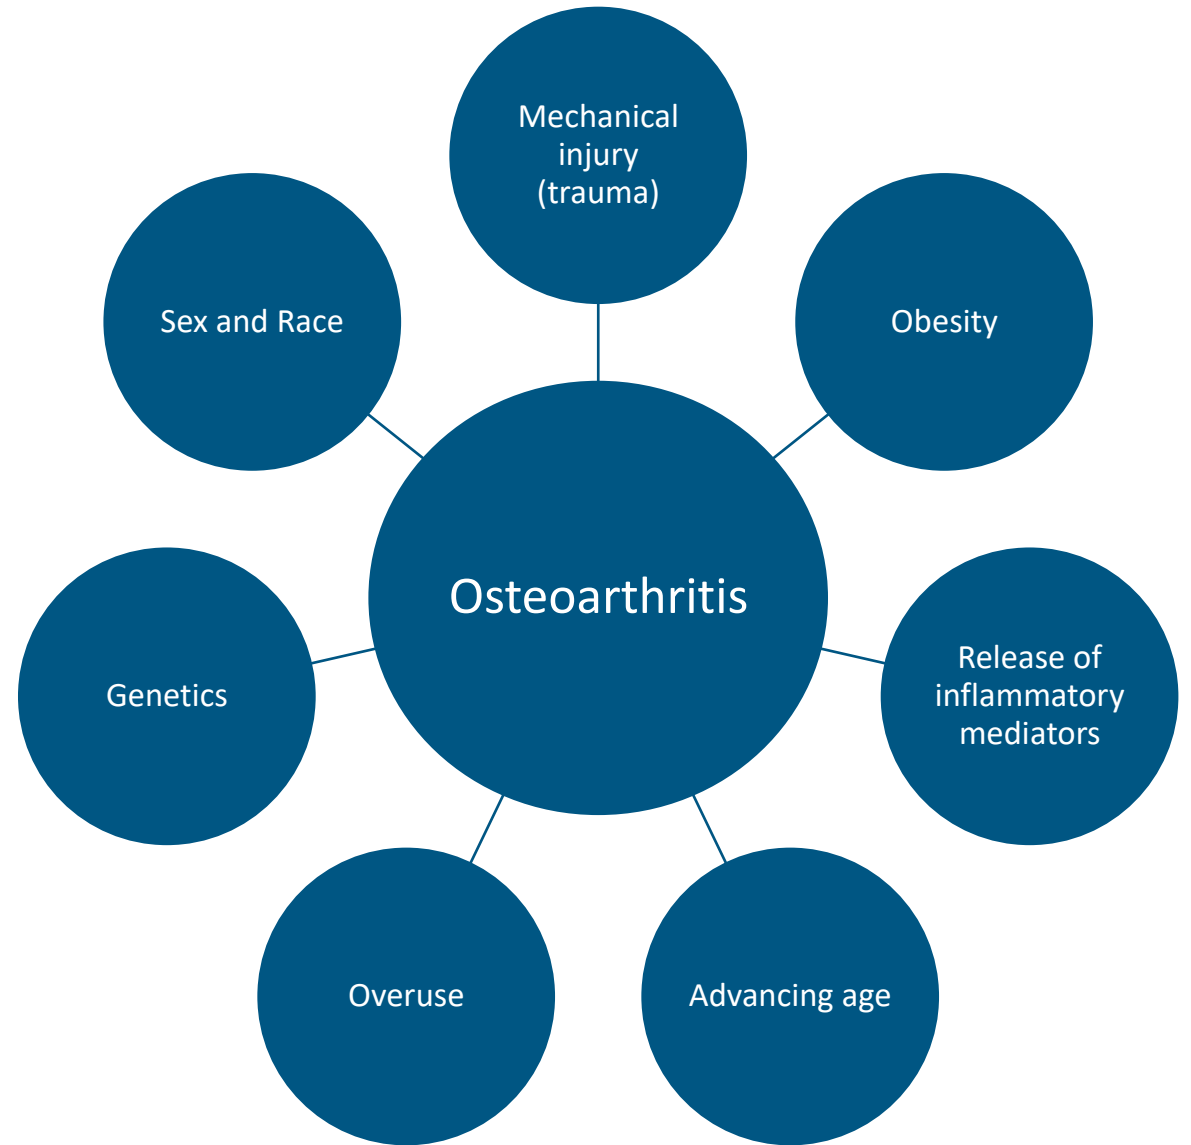 Mechanical
injury
(trauma)
Sex and Race
Obesity
Osteoarthritis
Genetics
Release of
inflammatory
mediators
Overuse
Advancing age